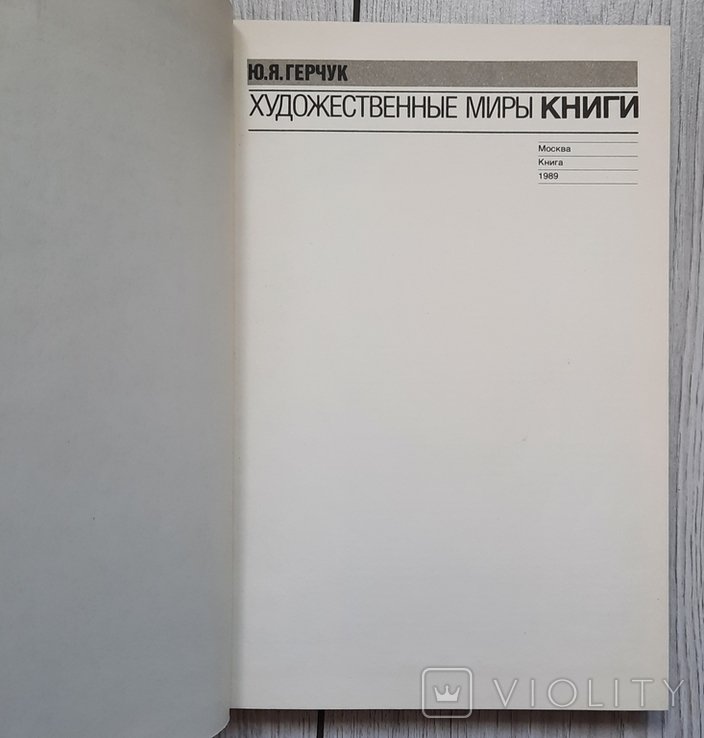 Ю.Я.ГЕРЧУК
ХУДОЖЕСТВЕННЫЕ МИРЫ КНИГИ
Москва
Книга
1989
VIOLITY